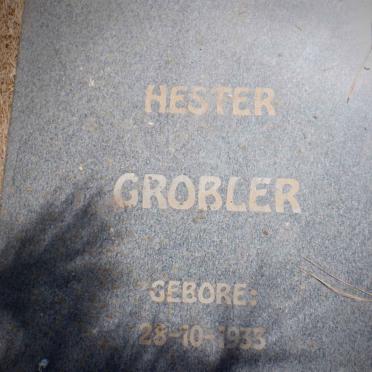 HESTER
GROBLER
GEBORE:
28-10-1933